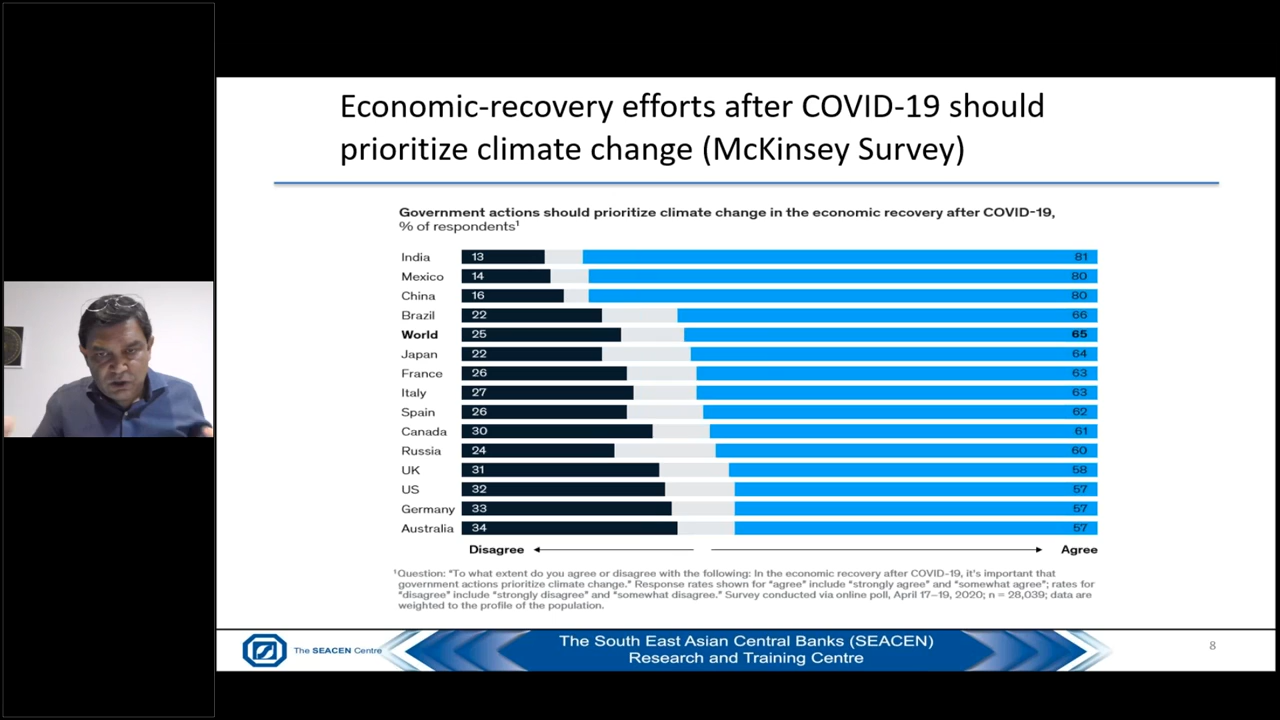 Economic-recovery efforts after COVID-19 should
prioritize climate change (McKinsey Survey)
Government actions should prioritize climate change in the economic recovery after COVID-19,
% of respondents¹
India 13 81
Mexico 14 80
China 16 80
Brazil 22 66
World 25 65
Japan 22 64
France 26 63
Italy 27 63
Spain 26 62
Canada 30 61
Russia 24 60
UK 31 58
US 32 57
Germany 33 57
Australia 34 57
Disagree Agree
¹Question: "To what extent do you agree or disagree with the following: In the economic recovery after COVID-19, it's important that
government actions prioritize climate change." Response rates shown for "agree" include "strongly agree" and "somewhat agree"; rates for
"disagree" include "strongly disagree" and "somewhat disagree." Survey conducted via online poll, April 17–19, 2020; n = 28,039; data are
weighted to the profile of the population.
The SEACEN Centre
The South East Asian Central Banks (SEACEN)
Research and Training Centre
8